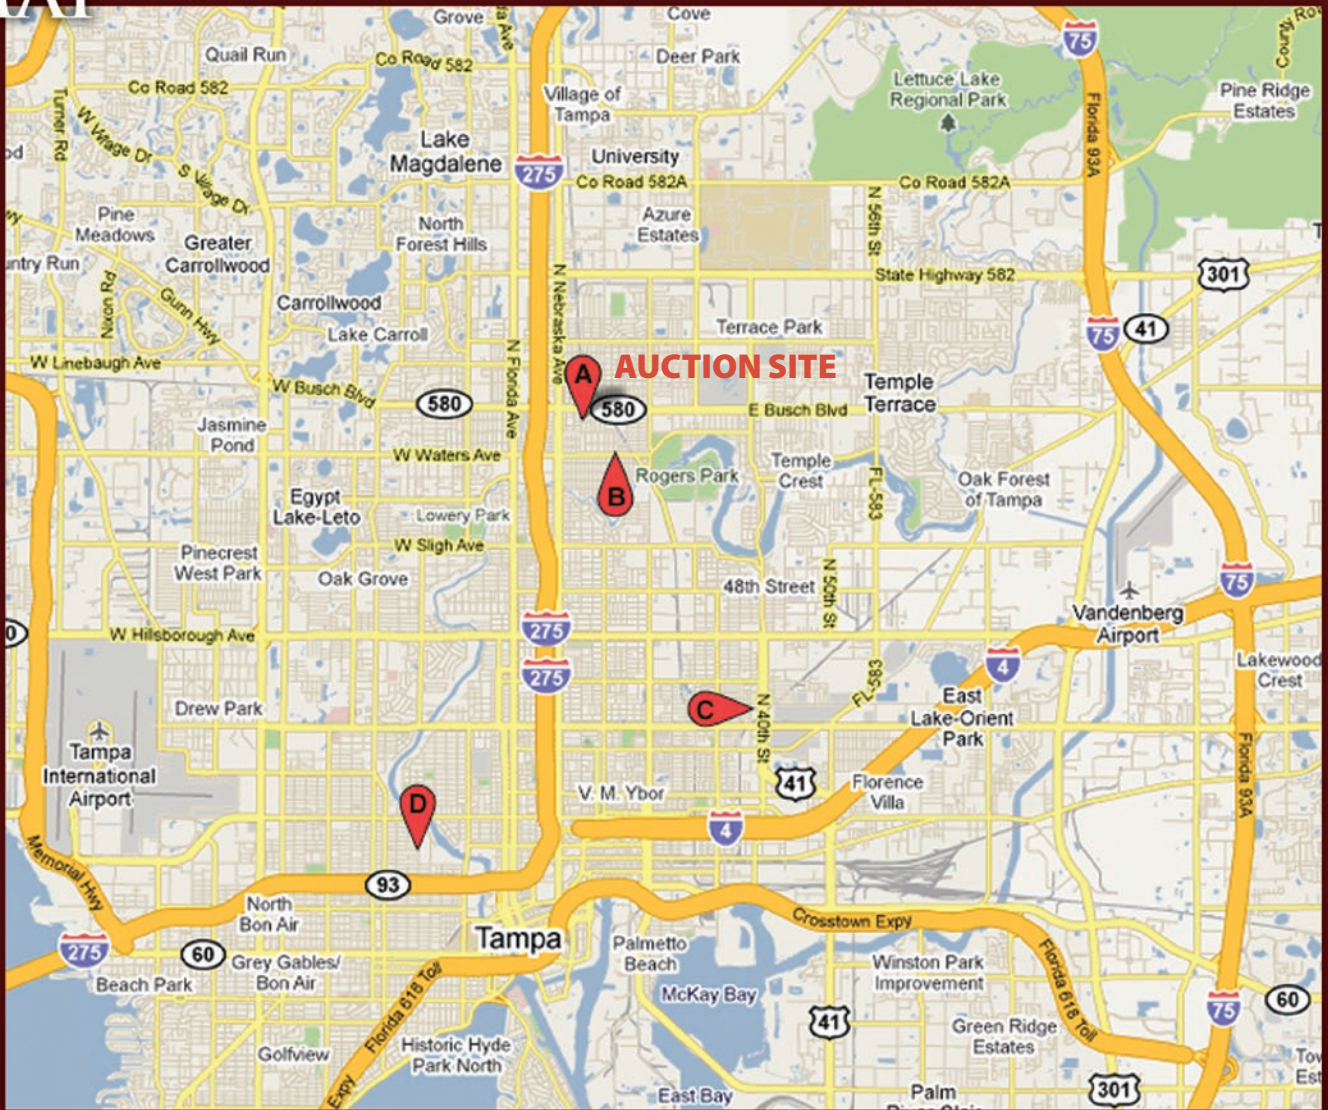 Grove
Cove
da Ave
75
County Ro
Quail Run
Co Road 582
Deer Park
Co Road 582
Village of
Tampa
Lettuce Lake
Regional Park
Pine Ridge
Estates
Turner Rd
W Village Dr
S Village Dr
Lake
Magdalene
275
University
Co Road 582A
Co Road 582A
Florida 93A
N 56th St
Pine
Meadows
Greater
Carrollwood
North
Forest Hills
Azure
Estates
ntry Run
Nixon Rd
Gunn Hwy
Carrollwood
Lake Carroll
N Nebraska Ave
State Highway 582
301
Terrace Park
75
41
W Linebaugh Ave
N Florida Ave
A
AUCTION SITE
W Busch Blvd
580
580
E Busch Blvd
Temple
Terrace
Jasmine
Pond
W Waters Ave
Rogers Park
Temple
Crest
FL-583
Oak Forest
of Tampa
B
Egypt
Lake-Leto
Lowery Park
W Sligh Ave
Pinecrest
West Park
Oak Grove
48th Street
N 50th St
75
Vandenberg
Airport
275
W Hillsborough Ave
0
275
4
Lakewood
Crest
FL-583
Drew Park
C
N 40th St
East
Lake-Orient
Park
Tampa
International
Airport
Florida 93A
41
Florence
Villa
V. M. Ybor
D
4
Memorial Hwy
93
North
Bon Air
Crosstown Expy
Tampa
Palmetto
Beach
275
60
Grey Gables/
Bon Air
Beach Park
Winston Park
Improvement
Florida 618 Toll
McKay Bay
60
75
Florida 618 Toll
41
Green Ridge
Estates
Golfview
Historic Hyde
Park North
Expy
East Bay
Palm
301